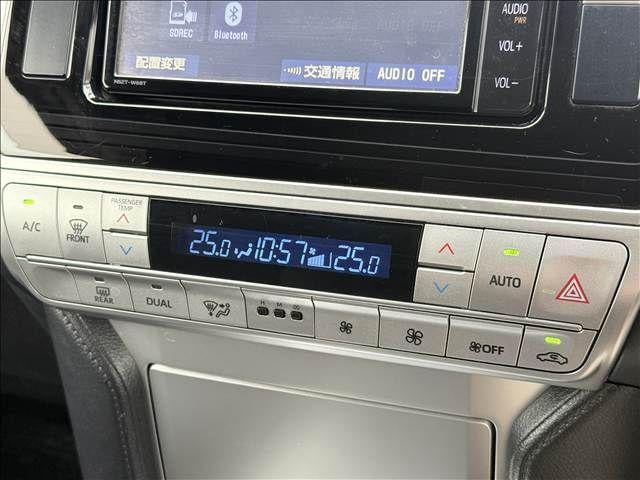 SDREC
Bluetooth
AUDIO
PWR
VOL+
VOL−
配置変更
交通情報
AUDIO OFF
NSZT-W68T
A/C
FRONT
PASSENGER
TEMP
25.0 10:57 25.0
AUTO
REAR
DUAL
H M
OFF